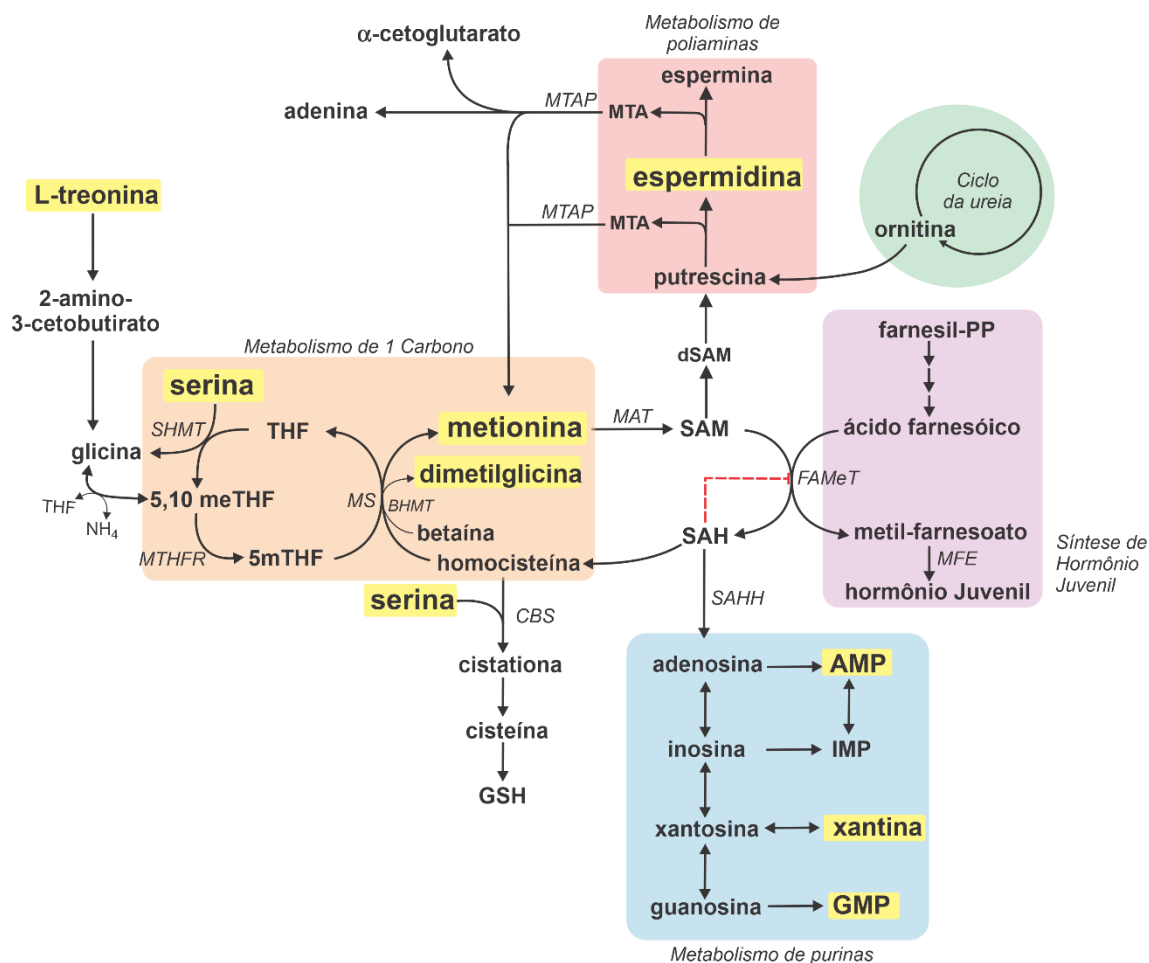 Metabolismo de
poliaminas
α-cetoglutarato
espermina
adenina
MTAP
MTA
L-treonina
espermidina
Ciclo
da ureia
MTAP
MTA
ornitina
putrescina
2-amino-
3-cetobutirato
Metabolismo de 1 Carbono
dSAM
farnesil-PP
serina
SHMT
THF
metionina
MAT
SAM
ácido farnesóico
glicina
dimetilglicina
FAMeT
THF
NH4
5,10 meTHF
MS
BHMT
betaína
SAH
metil-farnesoato
MTHFR
5mTHF
homocisteína
MFE
hormônio Juvenil
Síntese de
Hormônio
Juvenil
serina
CBS
SAHH
cistationa
adenosina
AMP
cisteína
inosina
IMP
GSH
xantosina
xantina
guanosina
GMP
Metabolismo de purinas